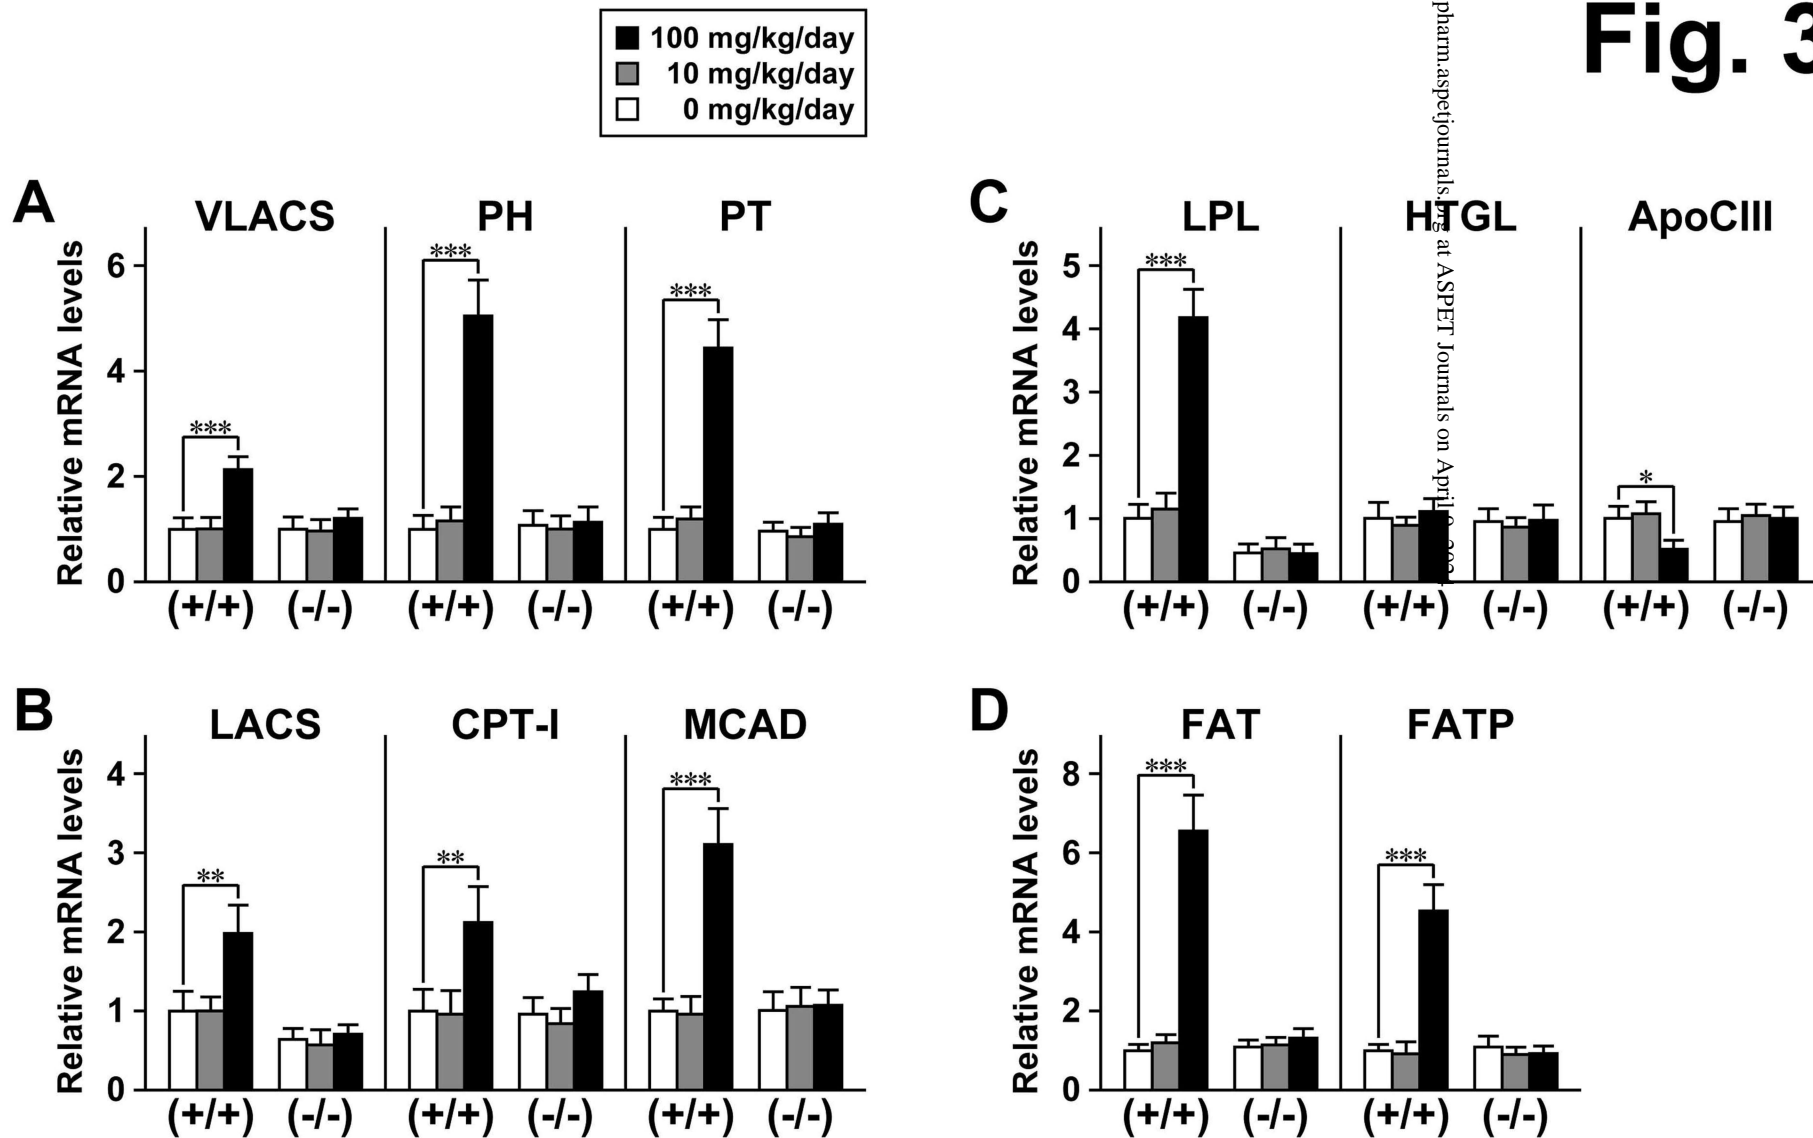 100 mg/kg/day
10 mg/kg/day
0 mg/kg/day
Fig. 3
pharm.aspetjournals.org at ASPET Journals on April 9, 2024
A
VLACS PH PT
Relative mRNA levels
6
4
2
0
***
***
***
(+/+) (-/-) (+/+) (-/-) (+/+) (-/-)
C
LPL HTGL ApoCIII
Relative mRNA levels
5
4
3
2
1
0
***
*
(+/+) (-/-) (+/+) (-/-) (+/+) (-/-)
B
LACS CPT-I MCAD
Relative mRNA levels
4
3
2
1
0
**
**
***
(+/+) (-/-) (+/+) (-/-) (+/+) (-/-)
D
FAT FATP
Relative mRNA levels
8
6
4
2
0
***
***
(+/+) (-/-) (+/+) (-/-)